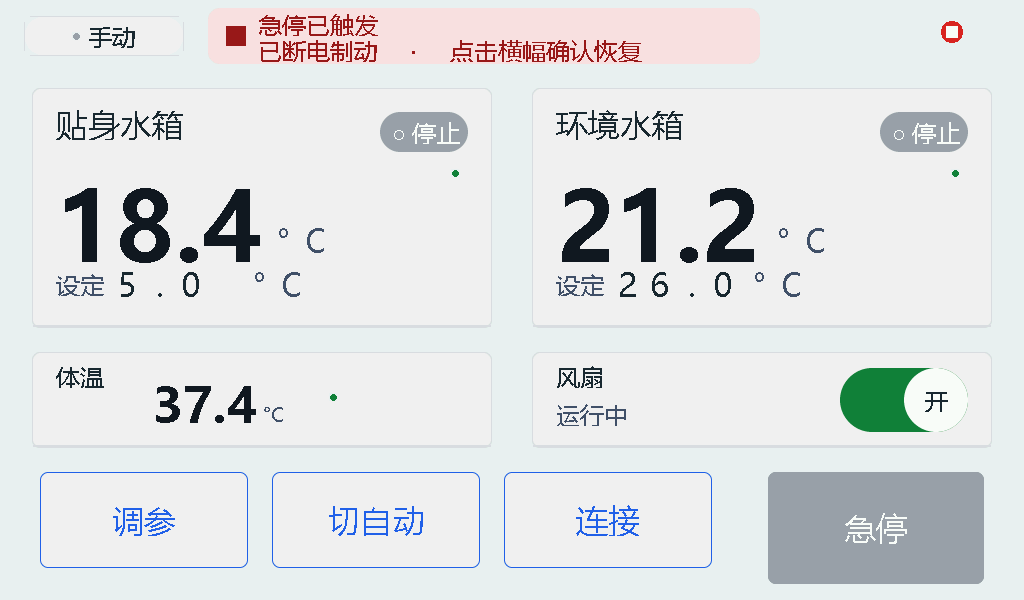 手动
急停已触发
已断电制动 · 点击横幅确认恢复
贴身水箱
停止
18.4 °C
设定 5.0 °C
环境水箱
停止
21.2 °C
设定 26.0 °C
体温
37.4 °C
风扇
运行中
开
调参
切自动
连接
急停